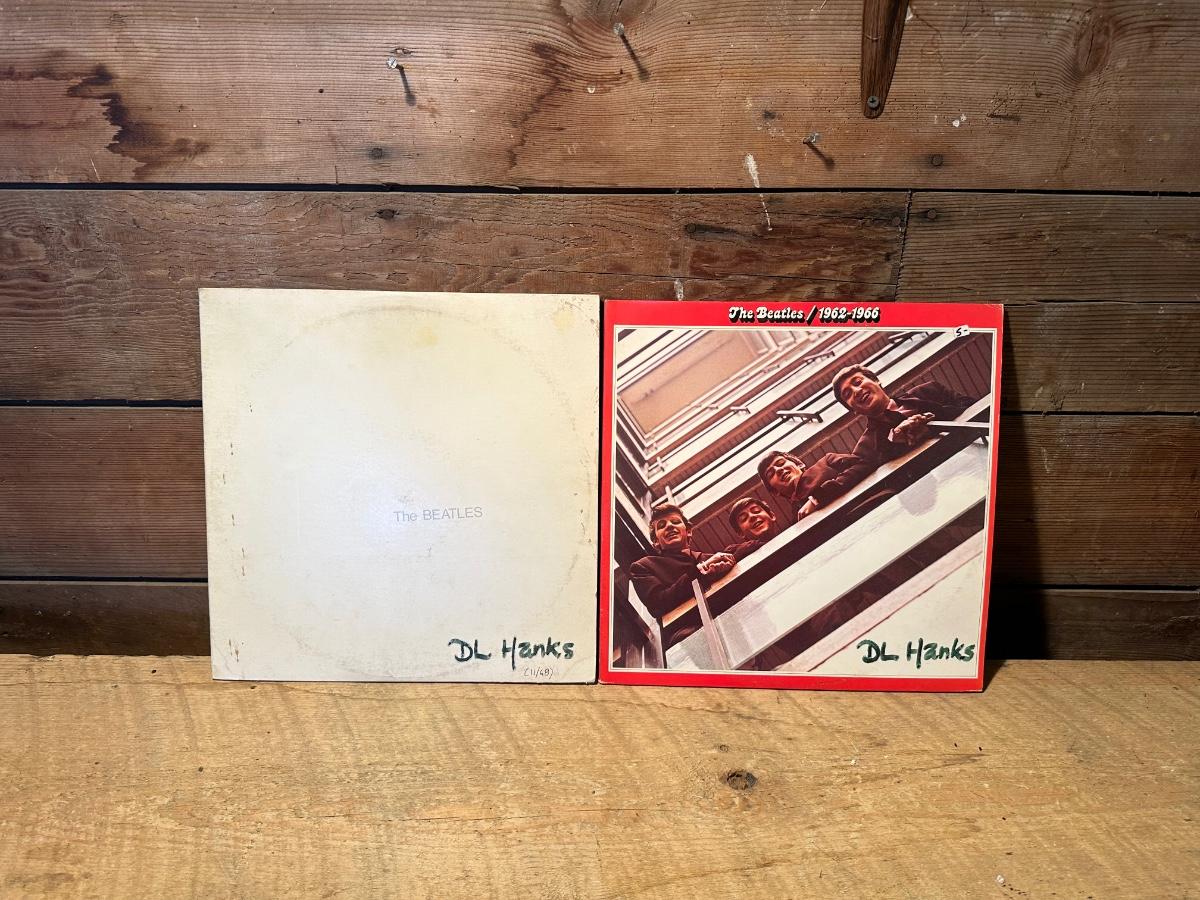 The BEATLES
DL Hanks
(11/48)
The Beatles / 1962-1966
5-
DL Hanks